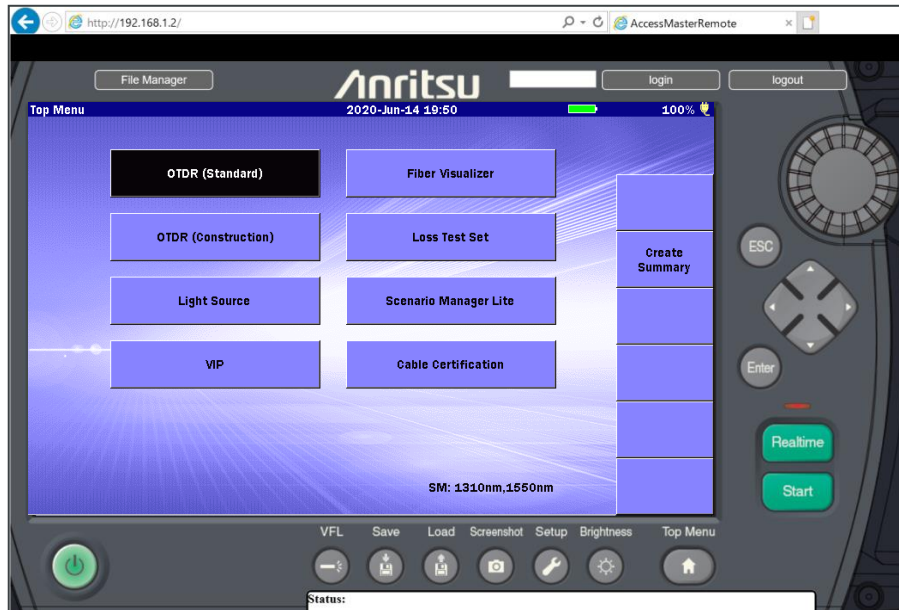 http://192.168.1.2/
AccessMasterRemote
File Manager
Anritsu
login
logout
Top Menu
2020-Jun-14 19:50
100%
OTDR (Standard)
Fiber Visualizer
OTDR (Construction)
Loss Test Set
Create
Summary
Light Source
Scenario Manager Lite
VIP
Cable Certification
SM: 1310nm,1550nm
ESC
Enter
Realtime
Start
VFL
Save
Load
Screenshot
Setup
Brightness
Top Menu
Status: